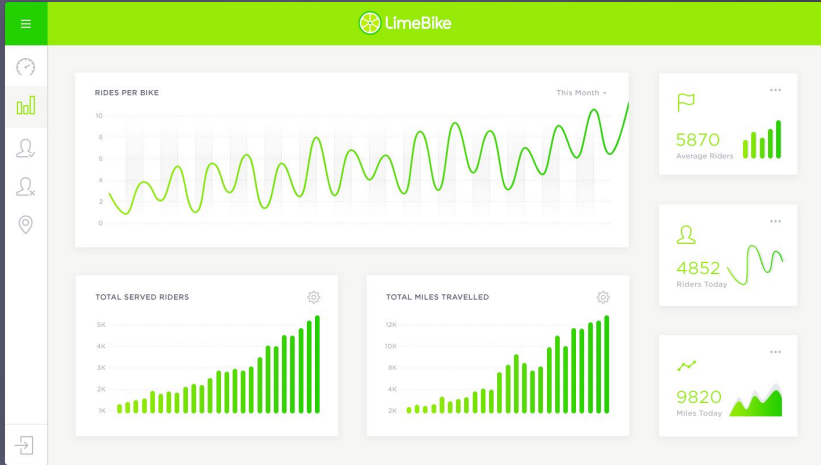 LimeBike
RIDES PER BIKE
This Month
10
8
6
4
2
0
5870
Average Riders
4852
Riders Today
TOTAL SERVED RIDERS
5K
4K
3K
2K
1K
TOTAL MILES TRAVELLED
12K
10K
8K
6K
4K
2K
9820
Miles Today